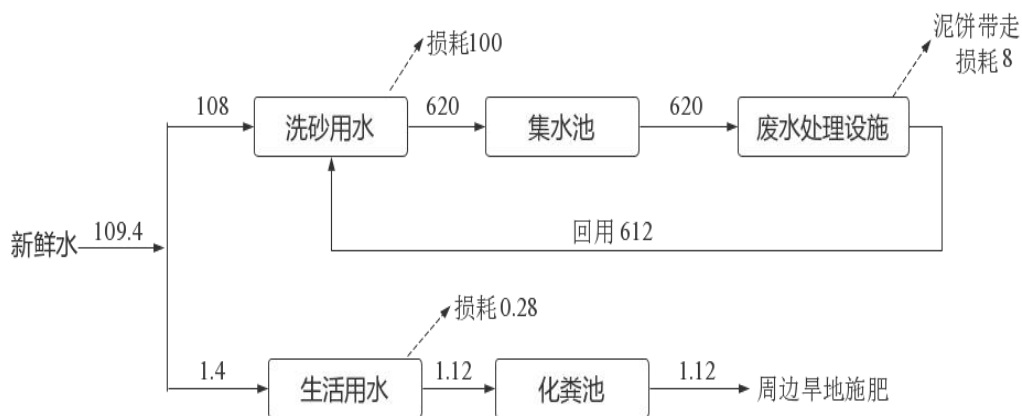 泥饼带走
损耗 8
损耗100
108
洗砂用水
620
集水池
620
废水处理设施
回用 612
新鲜水
109.4
损耗 0.28
1.4
生活用水
1.12
化粪池
1.12
周边旱地施肥